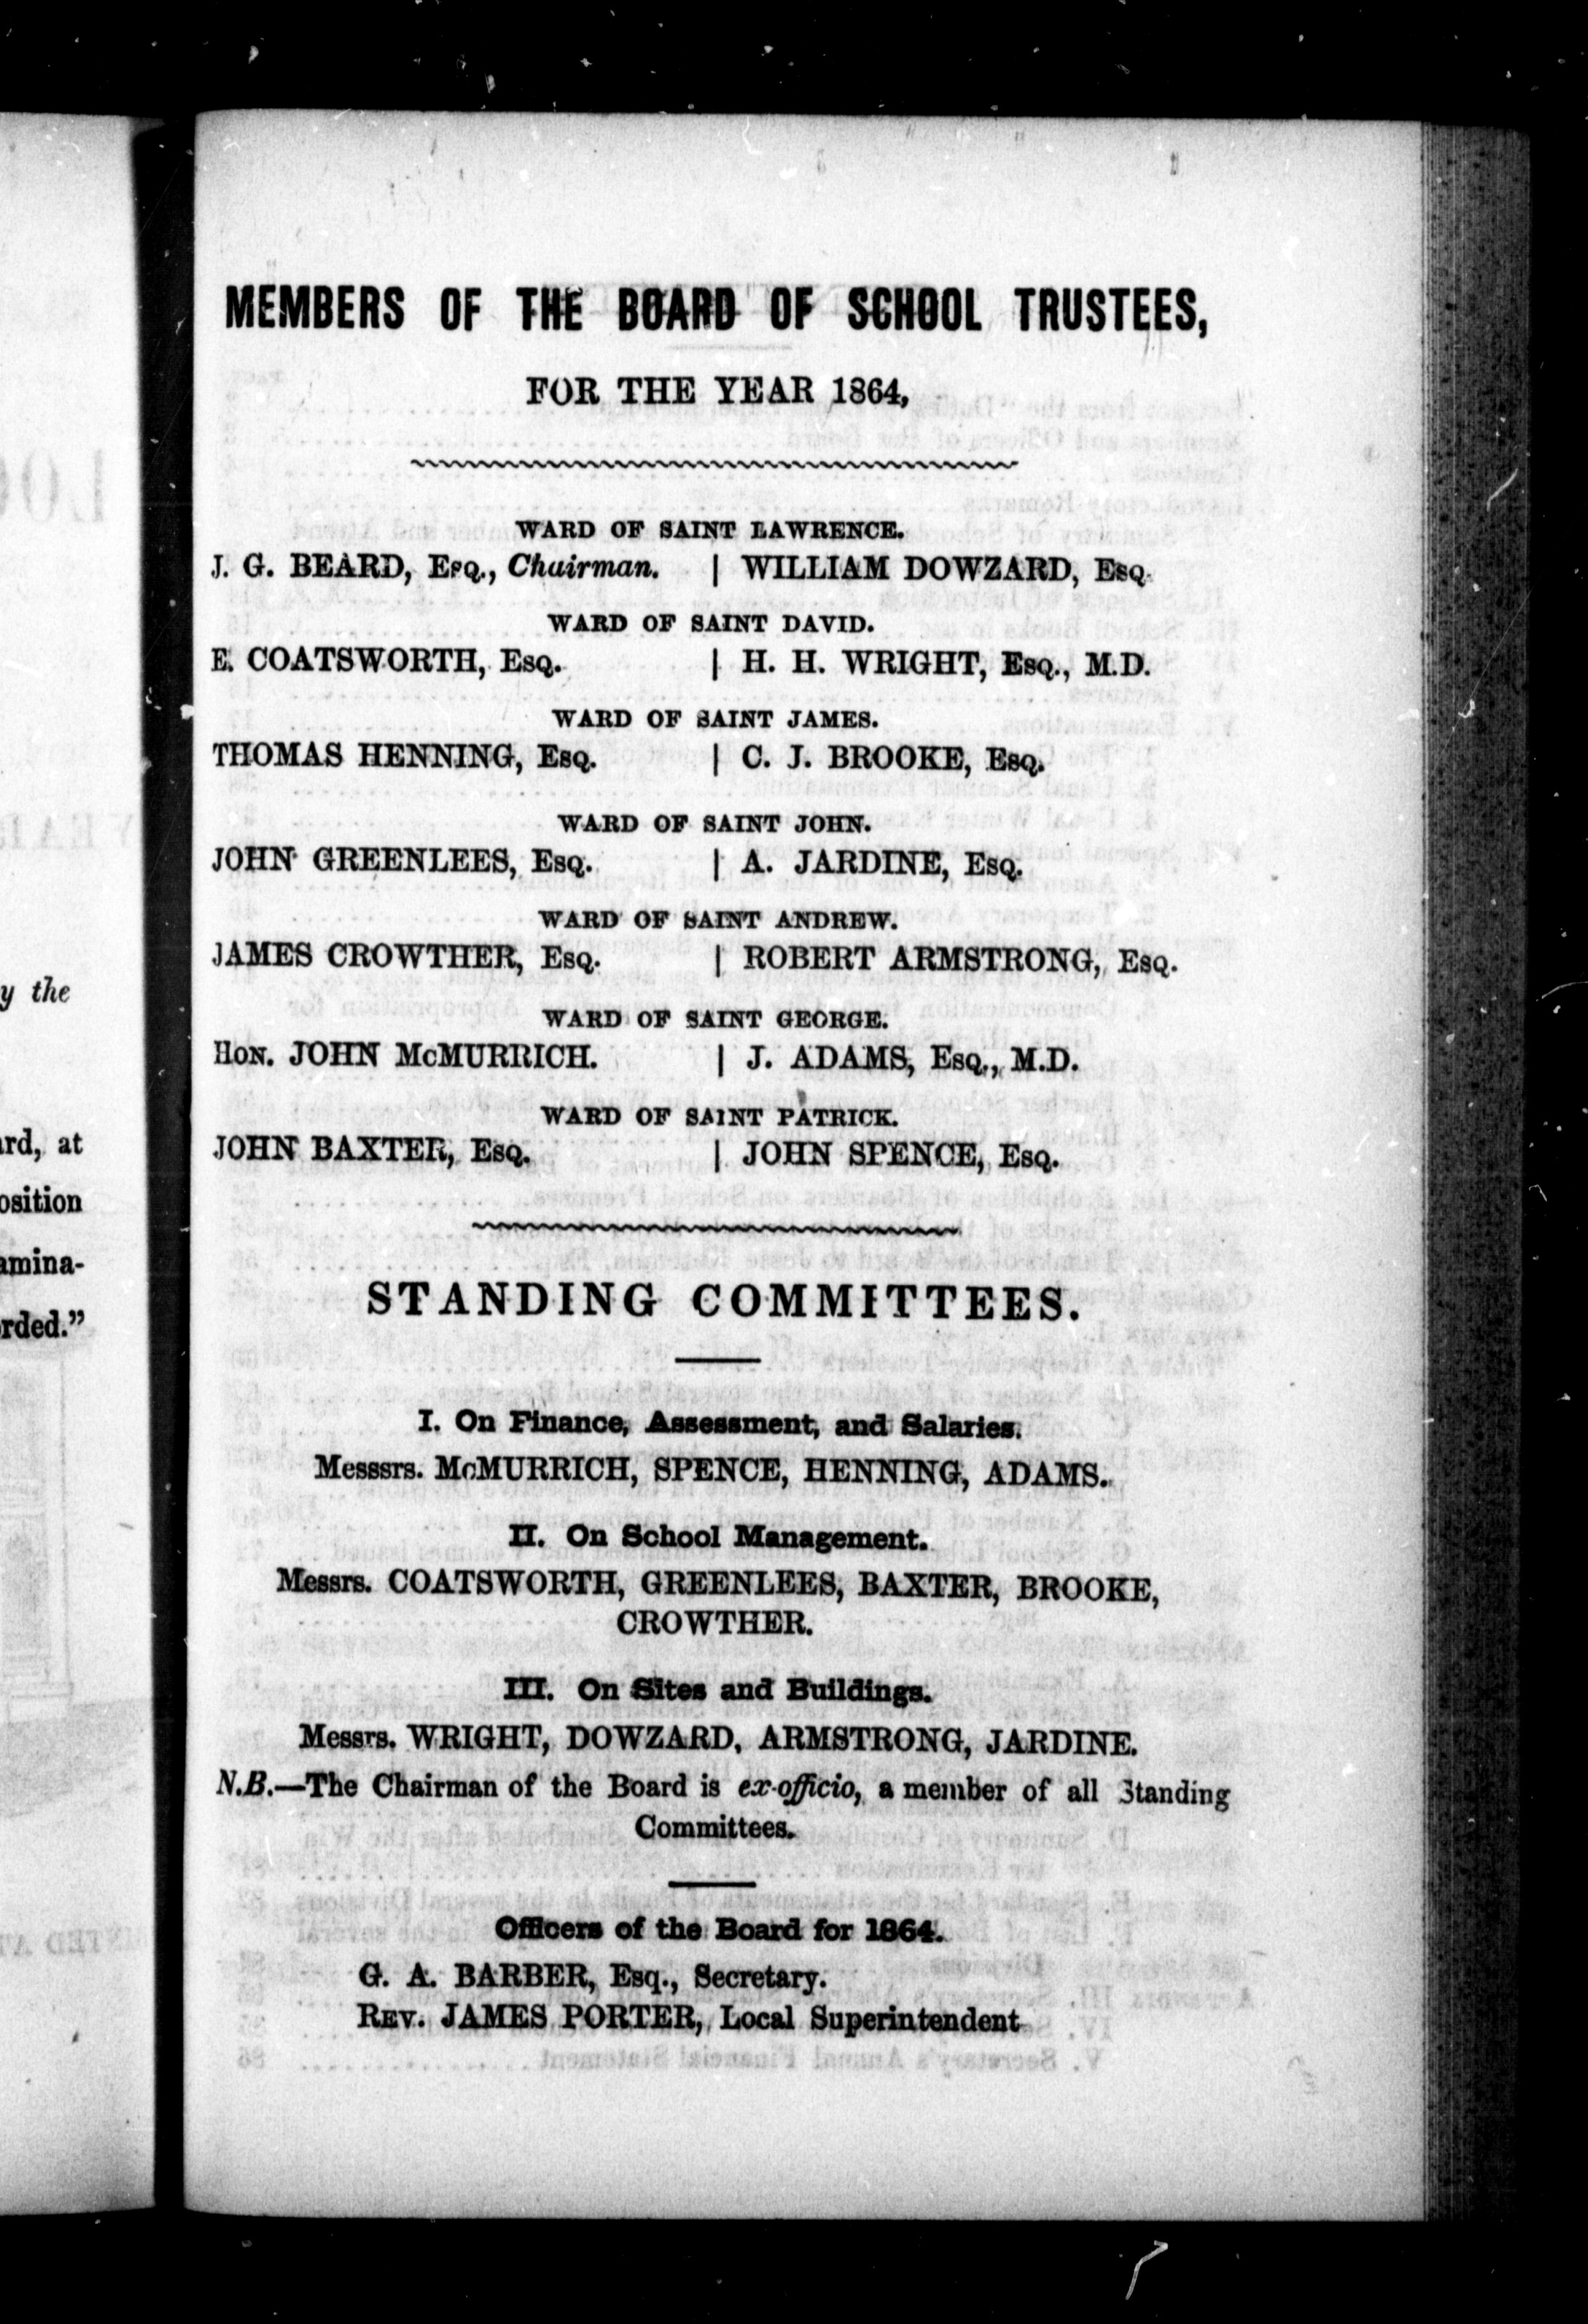 MEMBERS OF THE BOARD OF SCHOOL TRUSTEES,
FOR THE YEAR 1864,
WARD OF SAINT LAWRENCE.
J. G. BEARD, Esq., Chairman. | WILLIAM DOWZARD, Esq.
WARD OF SAINT DAVID.
E. COATSWORTH, Esq. | H. H. WRIGHT, Esq., M.D.
WARD OF SAINT JAMES.
THOMAS HENNING, Esq. | C. J. BROOKE, Esq.
WARD OF SAINT JOHN.
JOHN GREENLEES, Esq. | A. JARDINE, Esq.
WARD OF SAINT ANDREW.
JAMES CROWTHER, Esq. | ROBERT ARMSTRONG, Esq.
WARD OF SAINT GEORGE.
Hon. JOHN McMURRICH. | J. ADAMS, Esq., M.D.
WARD OF SAINT PATRICK.
JOHN BAXTER, Esq. | JOHN SPENCE, Esq.
STANDING COMMITTEES.
I. On Finance, Assessment, and Salaries.
Messsrs. McMURRICH, SPENCE, HENNING, ADAMS.
II. On School Management.
Messrs. COATSWORTH, GREENLEES, BAXTER, BROOKE,
CROWTHER.
III. On Sites and Buildings.
Messrs. WRIGHT, DOWZARD, ARMSTRONG, JARDINE.
N.B.—The Chairman of the Board is ex-officio, a member of all Standing
Committees.
Officers of the Board for 1864.
G. A. BARBER, Esq., Secretary.
Rev. JAMES PORTER, Local Superintendent
y the
rd, at
osition
amina-
rded.”